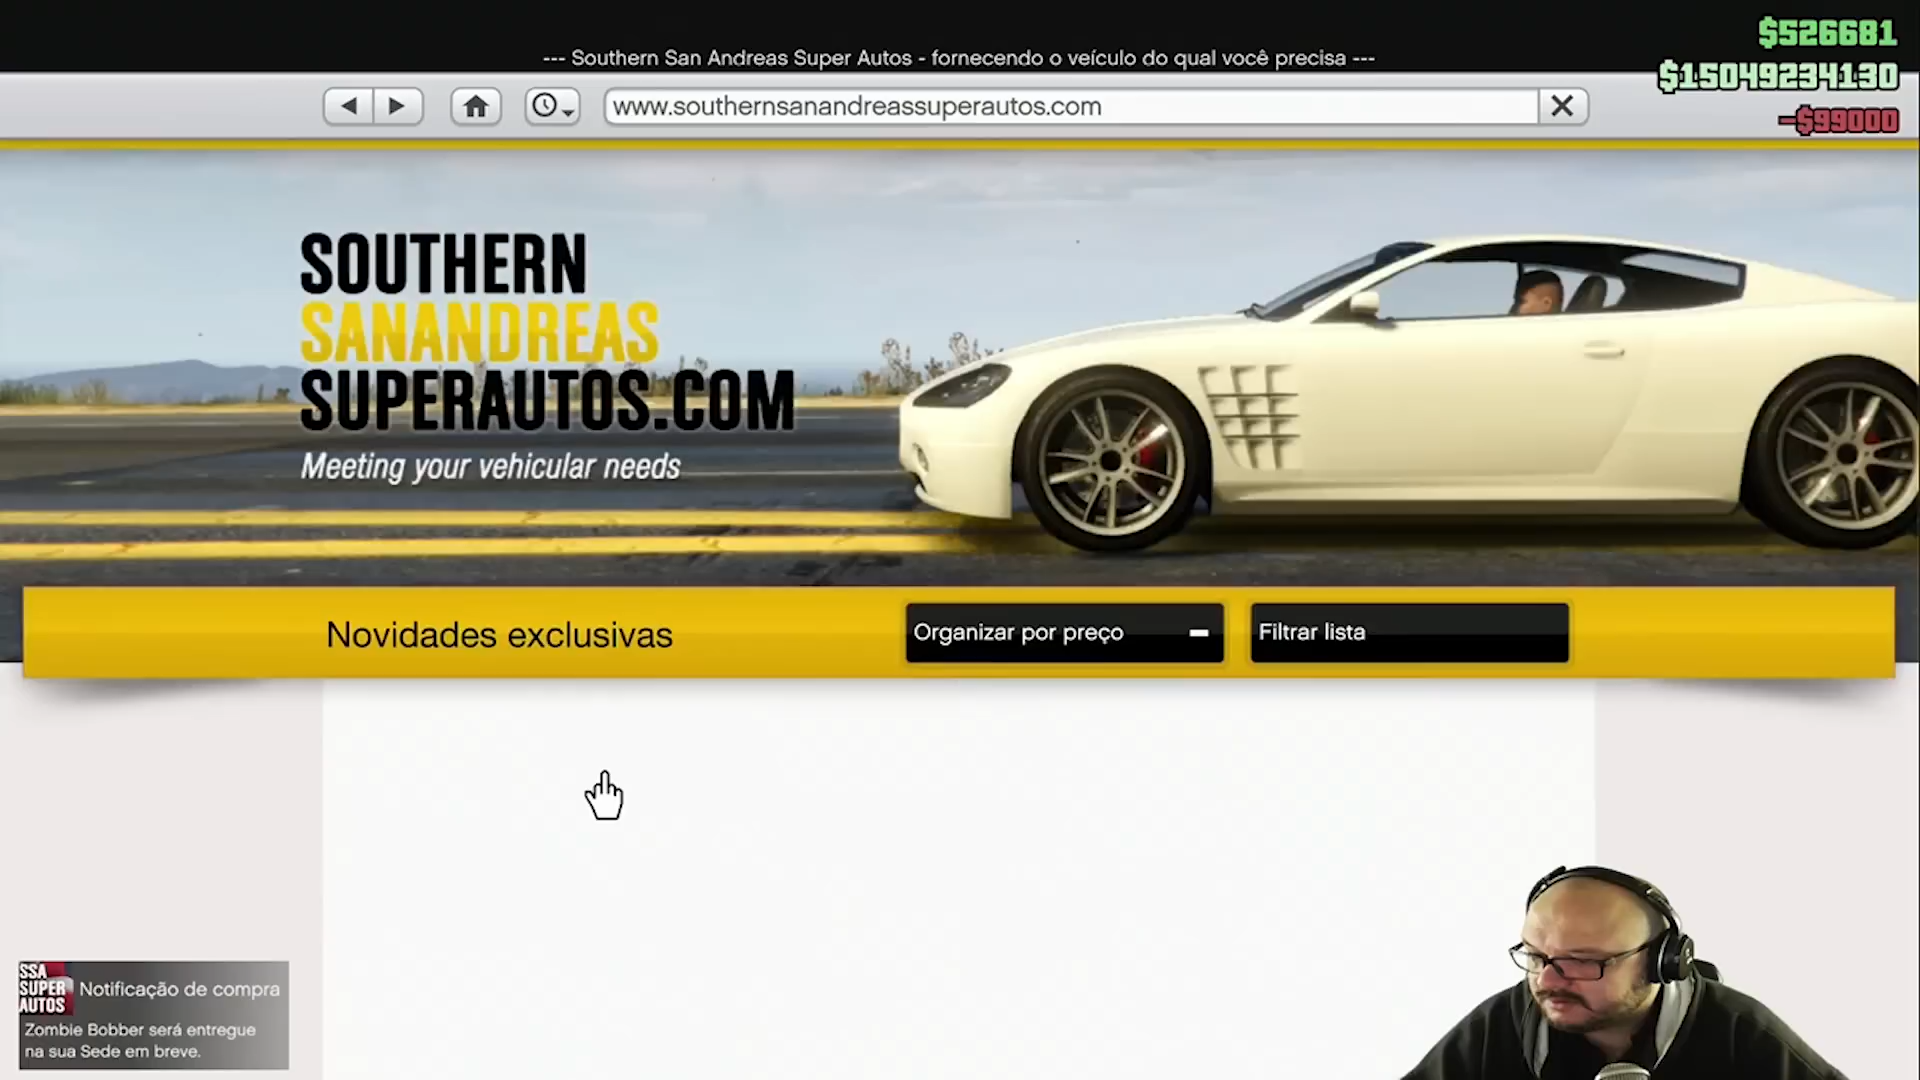 --- Southern San Andreas Super Autos - fornecendo o veículo do qual você precisa ---
$526681
$15049234130
-$99000
www.southernsanandreassuperautos.com
SOUTHERN
SANANDREAS
SUPERAUTOS.COM
Meeting your vehicular needs
Novidades exclusivas
Organizar por preço
Filtrar lista
SSA
SUPER
AUTOS
Notificação de compra
Zombie Bobber será entregue
na sua Sede em breve.